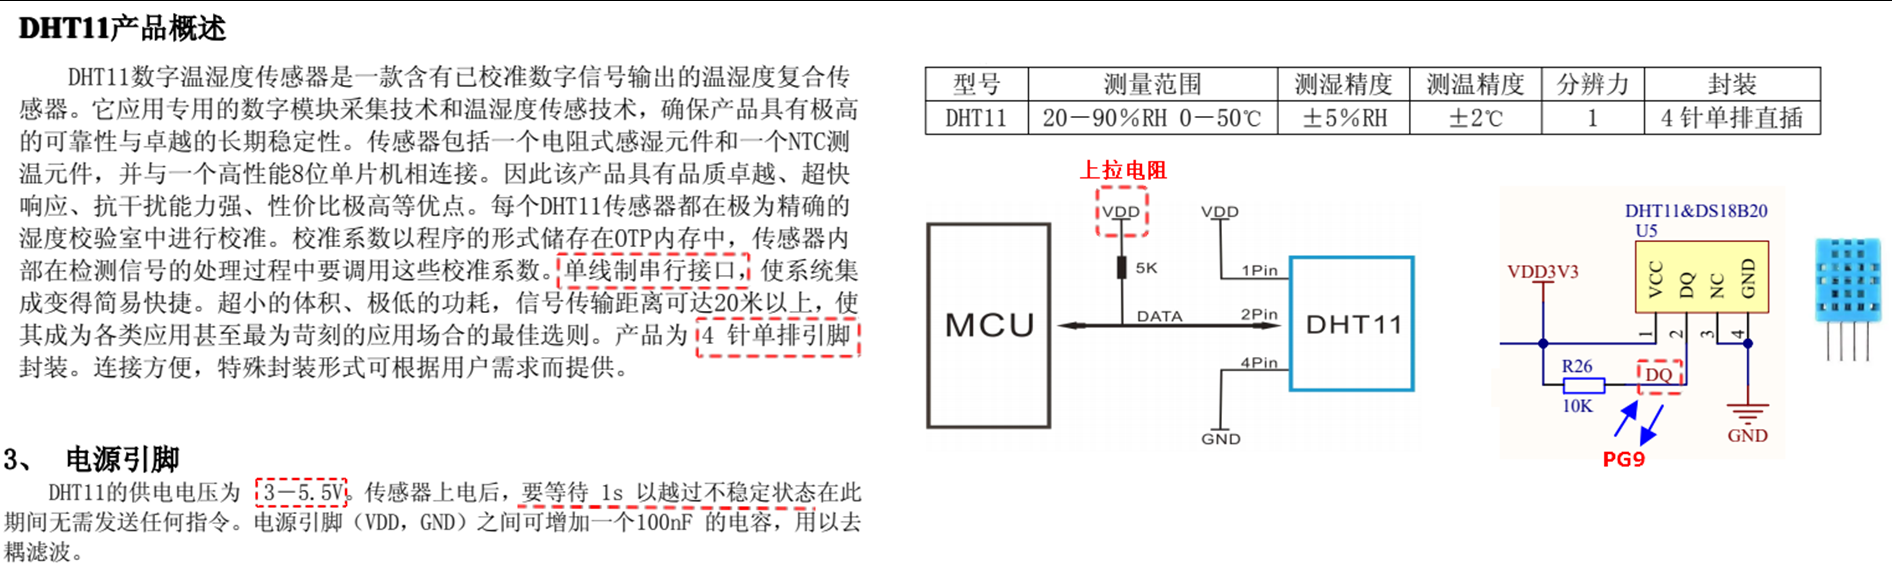 DHT11产品概述
DHT11数字温湿度传感器是一款含有已校准数字信号输出的温湿度复合传
感器。它应用专用的数字模块采集技术和温湿度传感技术，确保产品具有极高
的可靠性与卓越的长期稳定性。传感器包括一个电阻式感湿元件和一个NTC测
温元件，并与一个高性能8位单片机相连接。因此该产品具有品质卓越、超快
响应、抗干扰能力强、性价比极高等优点。每个DHT11传感器都在极为精确的
湿度校验室中进行校准。校准系数以程序的形式储存在OTP内存中，传感器内
部在检测信号的处理过程中要调用这些校准系数。单线制串行接口，使系统集
成变得简易快捷。超小的体积、极低的功耗，信号传输距离可达20米以上，使
其成为各类应用甚至最为苛刻的应用场合的最佳选则。产品为 4 针单排引脚
封装。连接方便，特殊封装形式可根据用户需求而提供。
3、 电源引脚
DHT11的供电电压为 3－5.5V。传感器上电后，要等待 1s 以越过不稳定状态在此
期间无需发送任何指令。电源引脚（VDD，GND）之间可增加一个100nF 的电容，用以去
耦滤波。
型号 测量范围 测湿精度 测温精度 分辨力 封装
DHT11 20－90%RH 0－50℃ ±5%RH ±2℃ 1 4针单排直插
上拉电阻
VDD VDD
5K
1Pin
MCU
DATA
2Pin
DHT11
4Pin
GND
DHT11&DS18B20
U5
VDD3V3
VCC DQ NC GND
1 2 3 4
R26
DQ
10K
GND
PG9